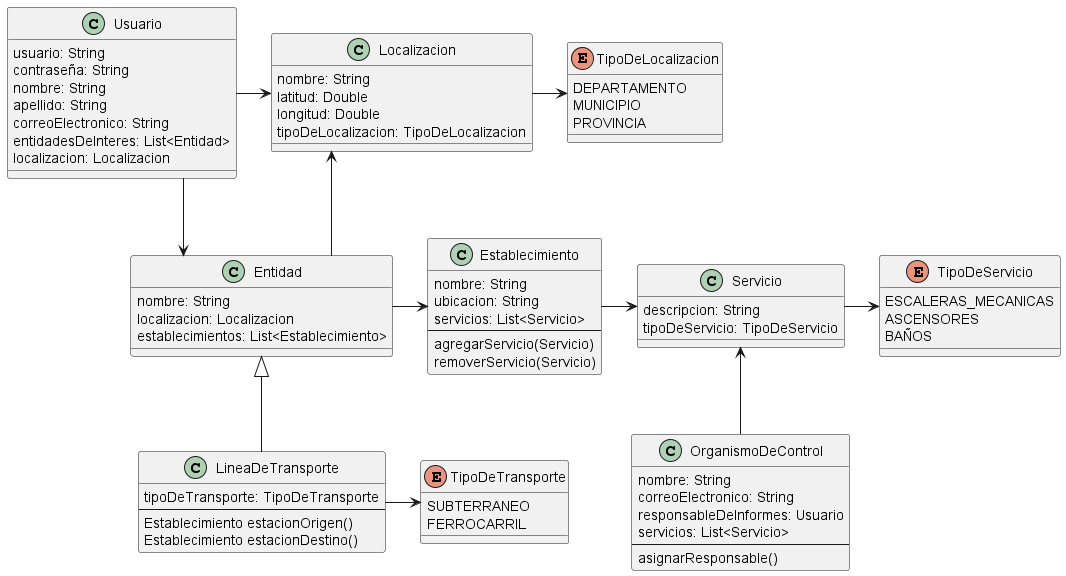 C Usuario
usuario: String
contraseña: String
nombre: String
apellido: String
correoElectronico: String
entidadesDeInteres: List<Entidad>
localizacion: Localizacion
C Localizacion
nombre: String
latitud: Double
longitud: Double
tipoDeLocalizacion: TipoDeLocalizacion
E TipoDeLocalizacion
DEPARTAMENTO
MUNICIPIO
PROVINCIA
C Entidad
nombre: String
localizacion: Localizacion
establecimientos: List<Establecimiento>
C Establecimiento
nombre: String
ubicacion: String
servicios: List<Servicio>
agregarServicio(Servicio)
removerServicio(Servicio)
C Servicio
descripcion: String
tipoDeServicio: TipoDeServicio
E TipoDeServicio
ESCALERAS_MECANICAS
ASCENSORES
BAÑOS
C LineaDeTransporte
tipoDeTransporte: TipoDeTransporte
Establecimiento estacionOrigen()
Establecimiento estacionDestino()
E TipoDeTransporte
SUBTERRANEO
FERROCARRIL
C OrganismoDeControl
nombre: String
correoElectronico: String
responsableDeInformes: Usuario
servicios: List<Servicio>
asignarResponsable()